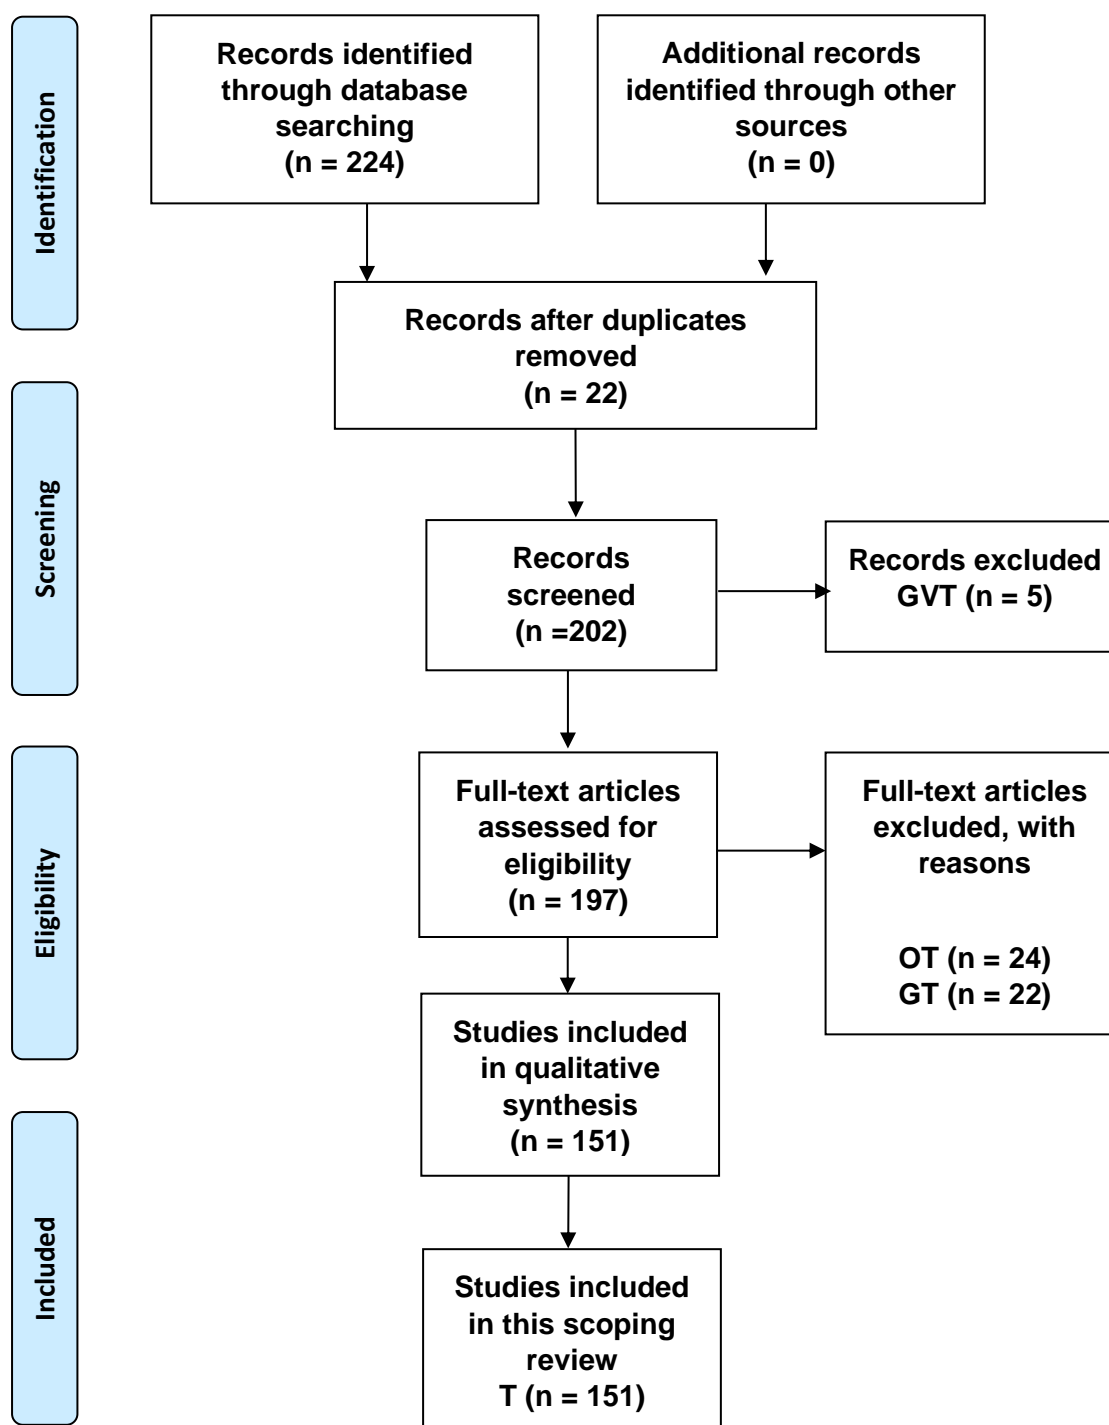 Identification
Records identified
through database
searching
(n = 224)
Additional records
identified through other
sources
(n = 0)
Records after duplicates
removed
(n = 22)
Screening
Records
screened
(n =202)
Records excluded
GVT (n = 5)
Eligibility
Full-text articles
assessed for
eligibility
(n = 197)
Full-text articles
excluded, with
reasons
OT (n = 24)
GT (n = 22)
Studies included
in qualitative
synthesis
(n = 151)
Included
Studies included
in this scoping
review
T (n = 151)